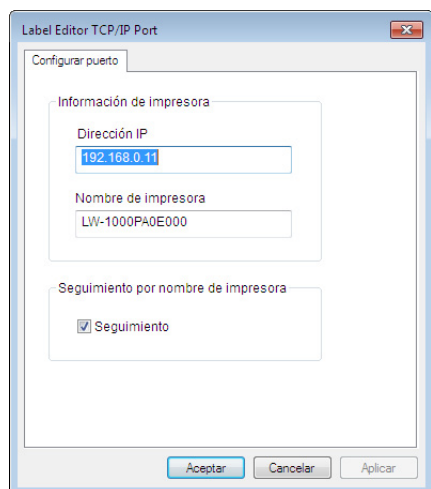 Label Editor TCP/IP Port
Configurar puerto
Información de impresora
Dirección IP
192.168.0.11
Nombre de impresora
LW-1000PA0E000
Seguimiento por nombre de impresora
Seguimiento
Aceptar Cancelar Aplicar